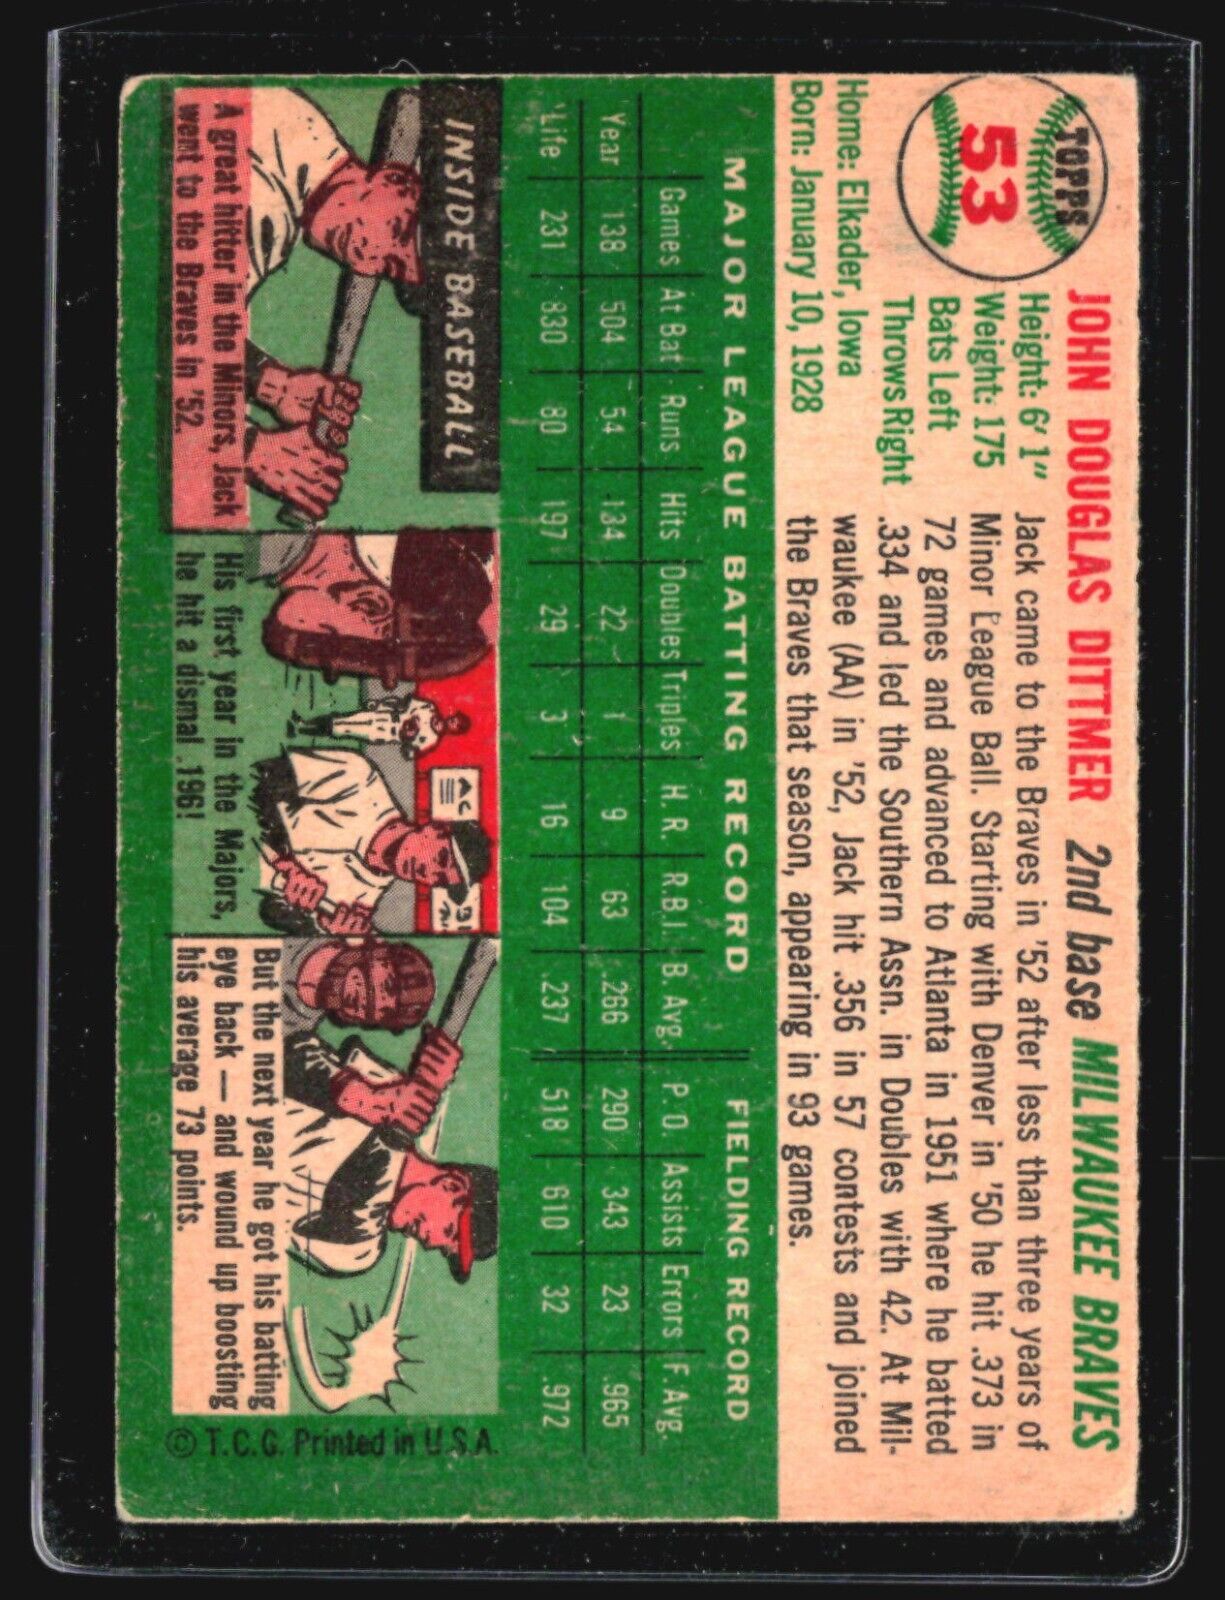 TOPPS
53
JOHN DOUGLAS DITTMER 2nd base MILWAUKEE BRAVES
Height: 6' 1"
Weight: 175
Bats Left
Throws Right
Home: Elkader, Iowa
Born: January 10, 1928
Jack came to the Braves in '52 after less than three years of
Minor League Ball. Starting with Denver in '50 he hit .373 in
72 games and advanced to Atlanta in 1951 where he batted
.334 and led the Southern Assn. in Doubles with 42. At Mil-
waukee (AA) in '52, Jack hit .356 in 57 contests and joined
the Braves that season, appearing in 93 games.
MAJOR LEAGUE BATTING RECORD FIELDING RECORD
Games At Bat Runs Hits Doubles Triples H. R. R.B.I. B. Avg. P. O. Assists Errors F. Avg.
Year 138 504 54 134 22 1 9 63 .266 290 343 23 .965
Life 231 830 80 197 29 3 16 104 .237 518 610 32 .972
INSIDE BASEBALL
A great hitter in the Minors, Jack
went to the Braves in '52.
His first year in the Majors,
he hit a dismal .196!
But the next year he got his batting
eye back — and wound up boosting
his average 73 points.
© T.C.G. Printed in U.S.A.